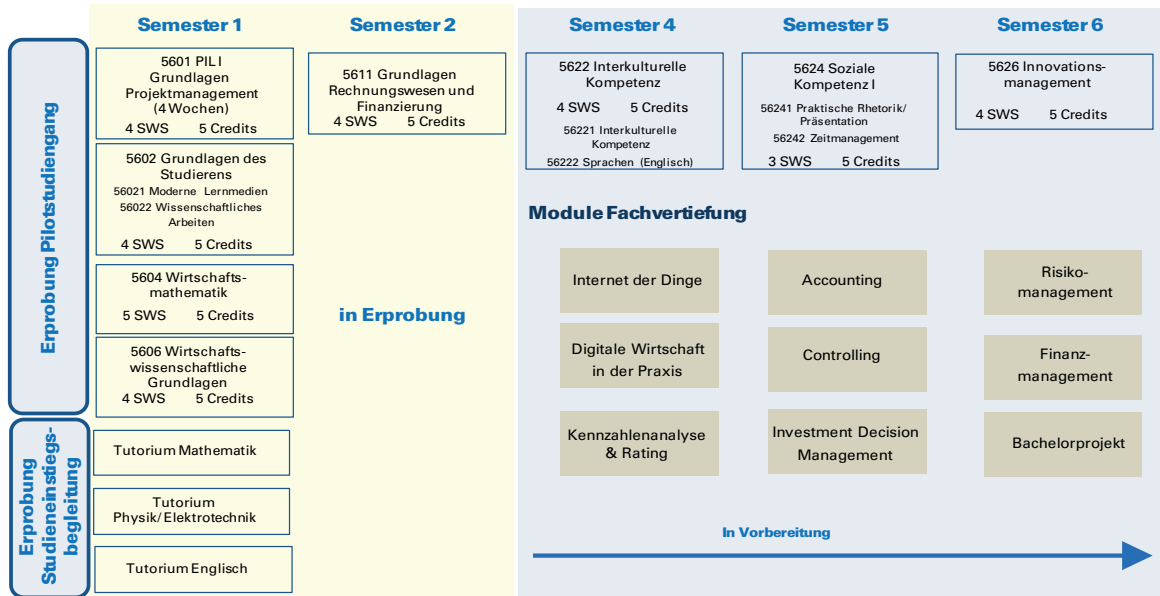 Semester 1
Semester 2
Semester 4
Semester 5
Semester 6
Erprobung Pilotstudiengang
5601 PIL I
Grundlagen
Projektmanagement
(4 Wochen)
4 SWS 5 Credits
5602 Grundlagen des
Studierens
56021 Moderne Lernmedien
56022 Wissenschaftliches
Arbeiten
4 SWS 5 Credits
5604 Wirtschafts-
mathematik
5 SWS 5 Credits
5606 Wirtschafts-
wissenschaftliche
Grundlagen
4 SWS 5 Credits
Erprobung
Studieneinstiegs-
begleitung
Tutorium Mathematik
Tutorium
Physik/Elektrotechnik
Tutorium Englisch
5611 Grundlagen
Rechnungswesen und
Finanzierung
4 SWS 5 Credits
in Erprobung
5622 Interkulturelle
Kompetenz
4 SWS 5 Credits
56221 Interkulturelle
Kompetenz
56222 Sprachen (Englisch)
5624 Soziale
Kompetenz I
56241 Praktische Rhetorik/
Präsentation
56242 Zeitmanagement
3 SWS 5 Credits
5626 Innovations-
management
4 SWS 5 Credits
Module Fachvertiefung
Internet der Dinge
Digitale Wirtschaft
in der Praxis
Kennzahlenanalyse
& Rating
Accounting
Controlling
Investment Decision
Management
Risiko-
management
Finanz-
management
Bachelorprojekt
In Vorbereitung